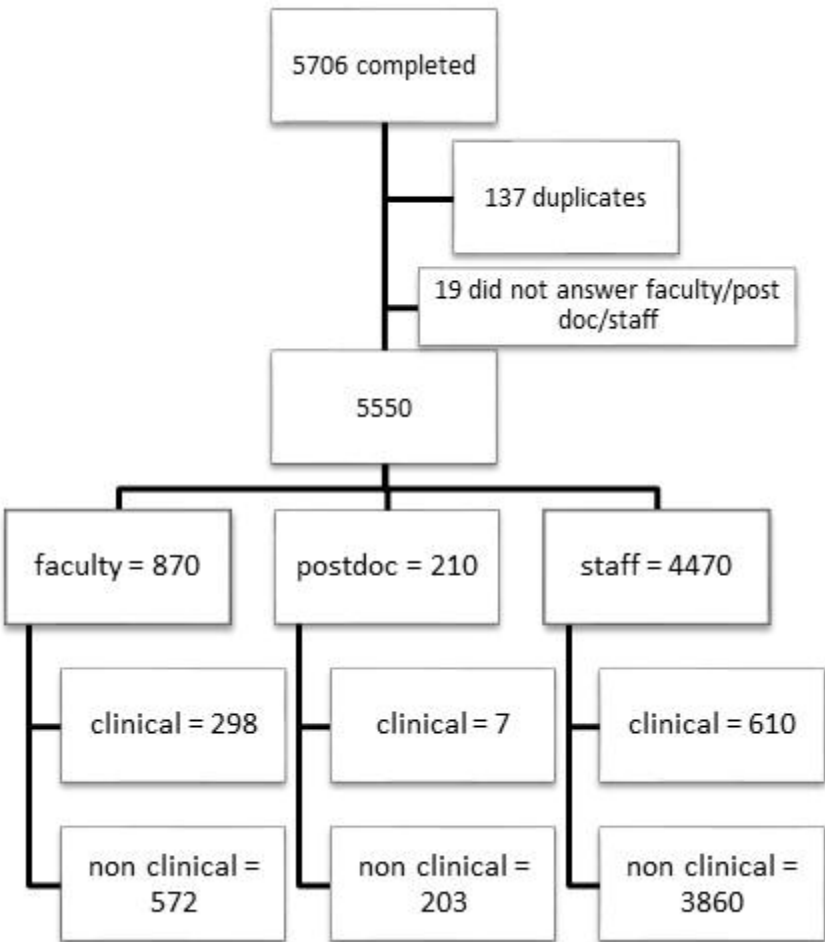 5706 completed
137 duplicates
19 did not answer faculty/post
doc/staff
5550
faculty = 870
postdoc = 210
staff = 4470
clinical = 298
clinical = 7
clinical = 610
non clinical =
572
non clinical =
203
non clinical =
3860